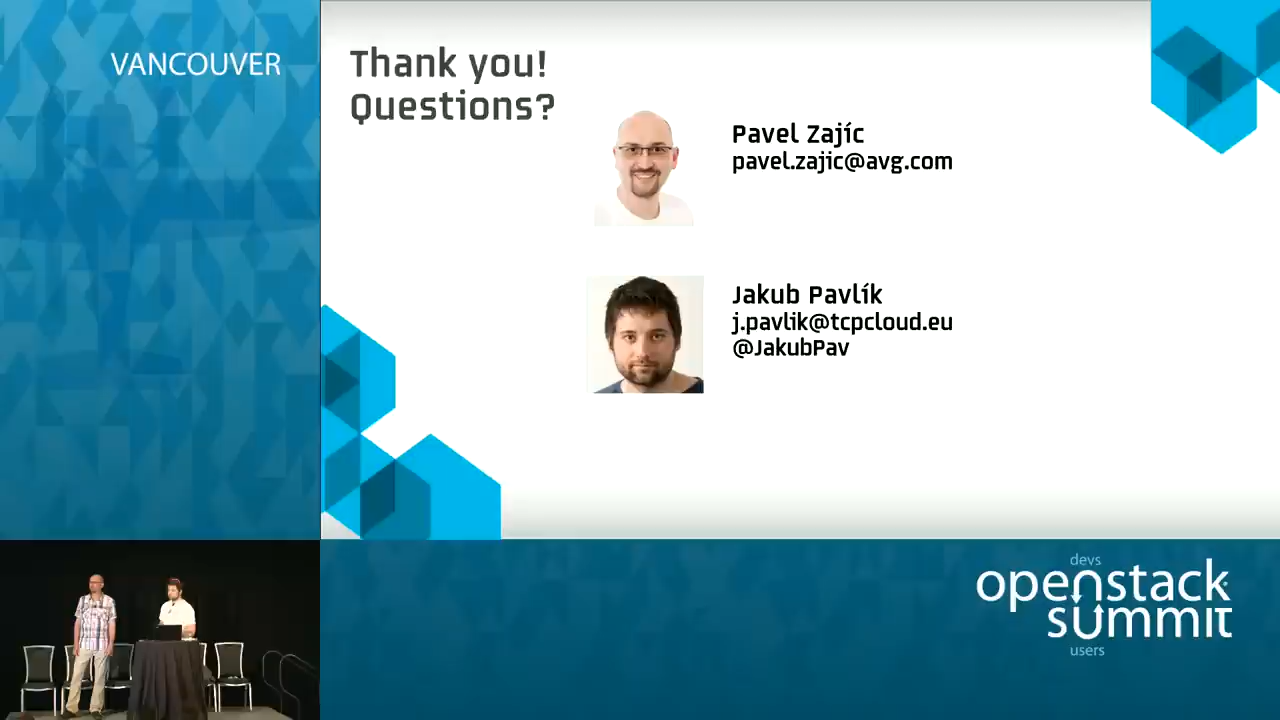 VANCOUVER
Thank you!
Questions?
Pavel Zajíc
pavel.zajic@avg.com
Jakub Pavlík
j.pavlik@tcpcloud.eu
@JakubPav
devs
openstack
summit
users